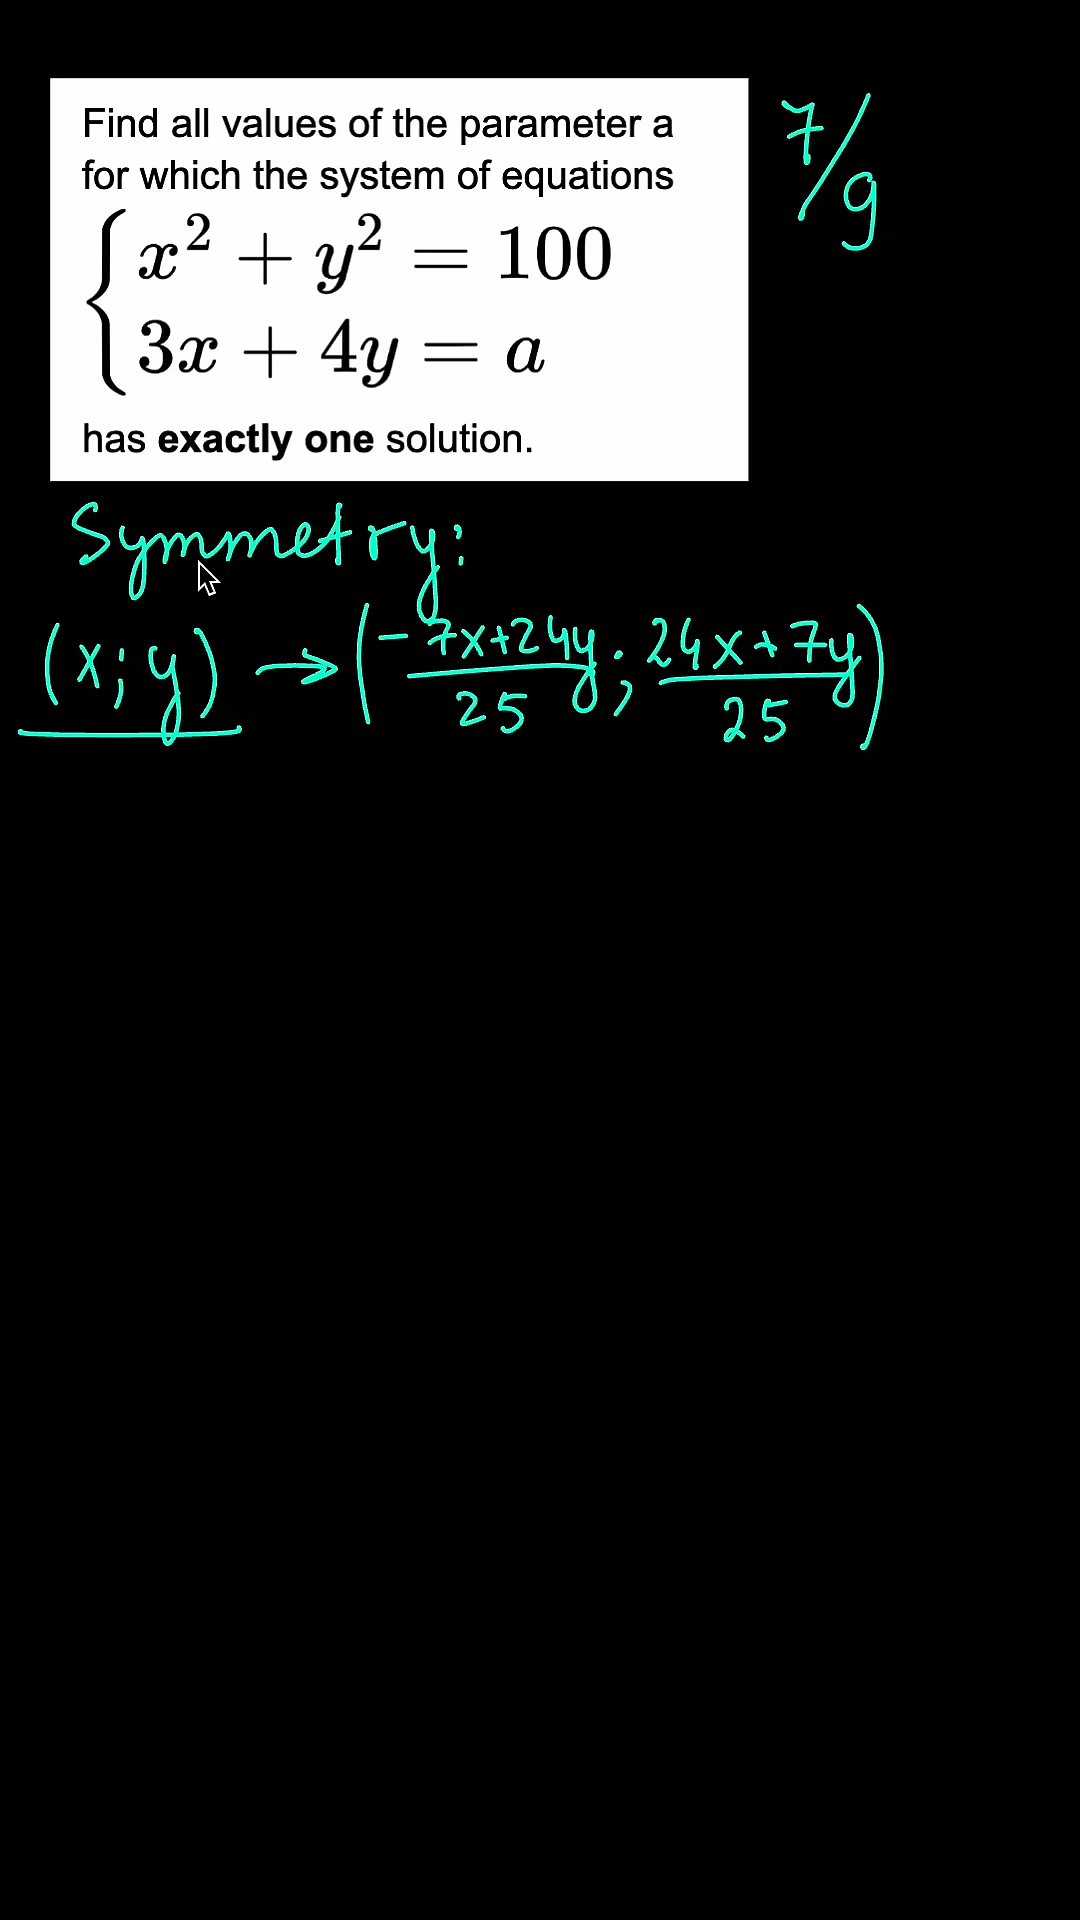 Find all values of the parameter a
for which the system of equations
x² + y² = 100
3x + 4y = a
has exactly one solution.
7/9
Symmetry:
(x; y) → (-7x+24y/25; 24x+7y/25)